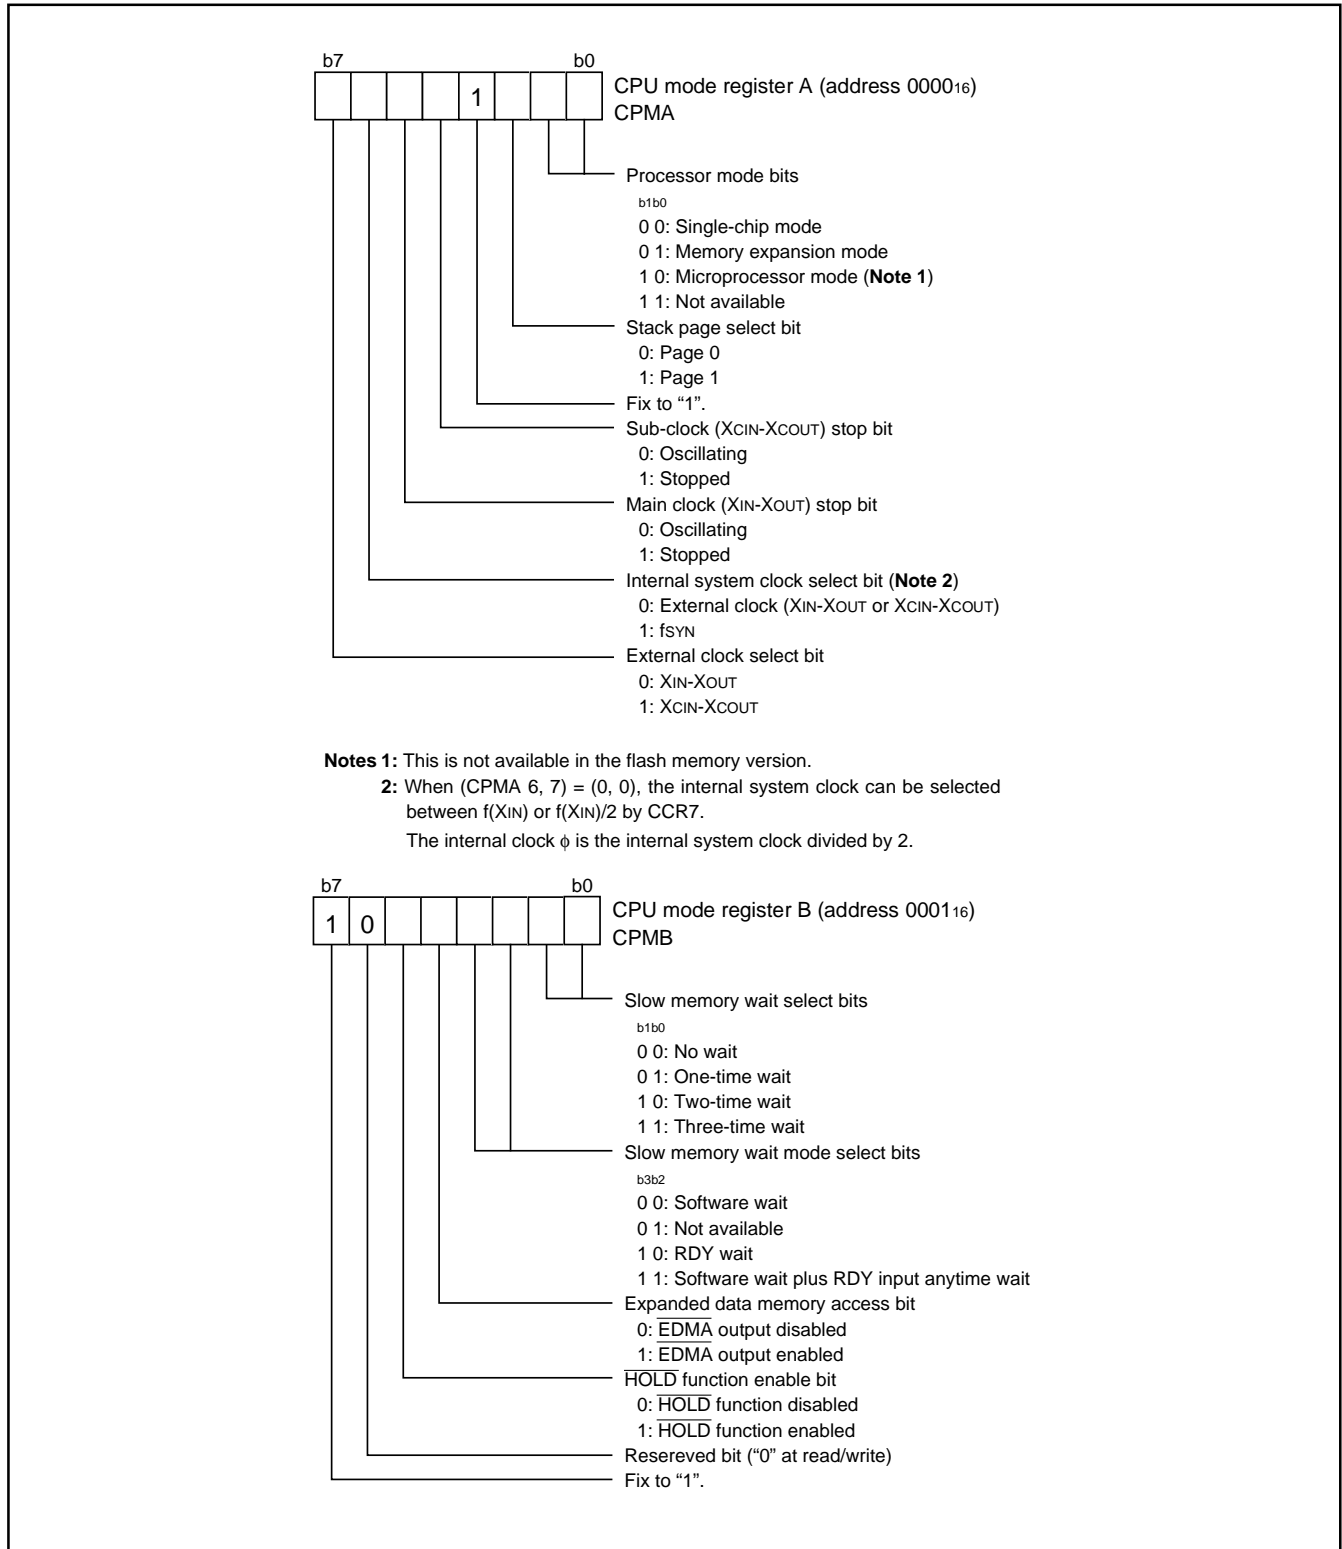 b7 b0
1
CPU mode register A (address 0000₁₆)
CPMA
Processor mode bits
b1b0
0 0: Single-chip mode
0 1: Memory expansion mode
1 0: Microprocessor mode (Note 1)
1 1: Not available
Stack page select bit
0: Page 0
1: Page 1
Fix to “1”.
Sub-clock (XCIN-XCOUT) stop bit
0: Oscillating
1: Stopped
Main clock (XIN-XOUT) stop bit
0: Oscillating
1: Stopped
Internal system clock select bit (Note 2)
0: External clock (XIN-XOUT or XCIN-XCOUT)
1: fSYN
External clock select bit
0: XIN-XOUT
1: XCIN-XCOUT
Notes 1: This is not available in the flash memory version.
2: When (CPMA 6, 7) = (0, 0), the internal system clock can be selected
between f(XIN) or f(XIN)/2 by CCR7.
The internal clock ϕ is the internal system clock divided by 2.
b7 b0
1 0
CPU mode register B (address 0001₁₆)
CPMB
Slow memory wait select bits
b1b0
0 0: No wait
0 1: One-time wait
1 0: Two-time wait
1 1: Three-time wait
Slow memory wait mode select bits
b3b2
0 0: Software wait
0 1: Not available
1 0: RDY wait
1 1: Software wait plus RDY input anytime wait
Expanded data memory access bit
0: E̅D̅M̅A̅ output disabled
1: E̅D̅M̅A̅ output enabled
H̅O̅L̅D̅ function enable bit
0: H̅O̅L̅D̅ function disabled
1: H̅O̅L̅D̅ function enabled
Resereved bit (“0” at read/write)
Fix to “1”.